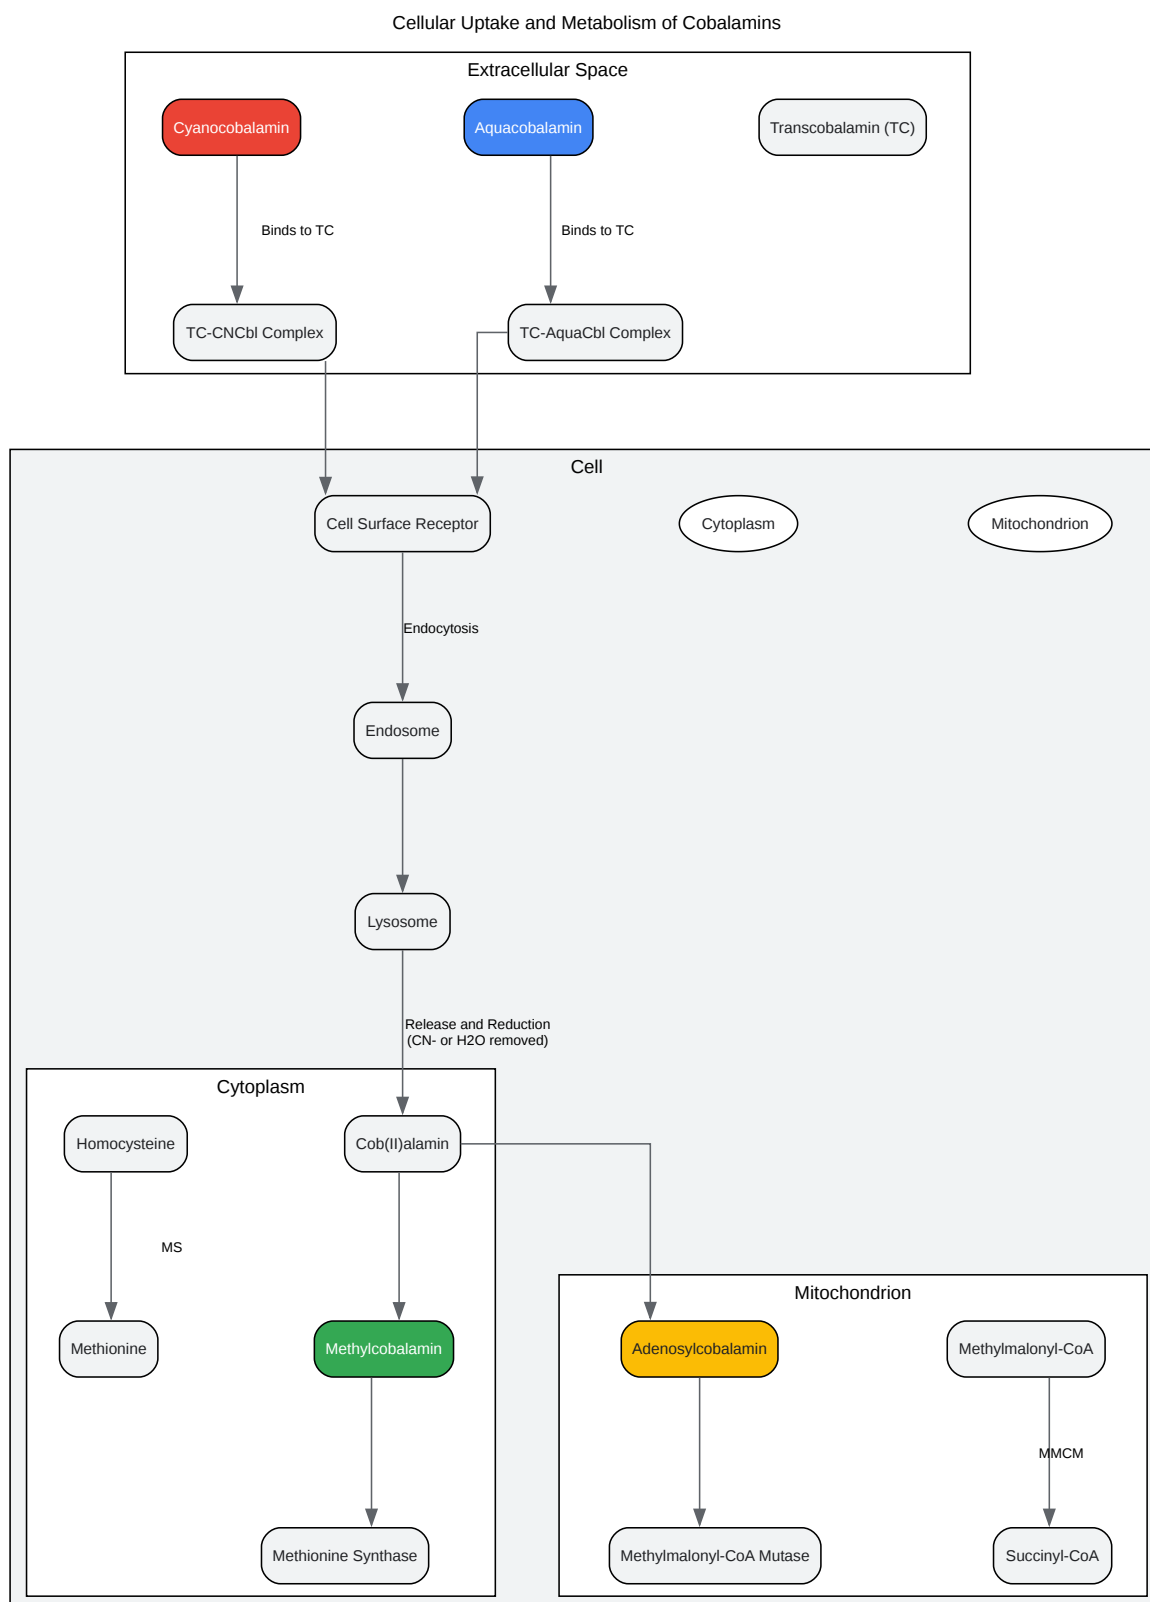 Cellular Uptake and Metabolism of Cobalamins
Extracellular Space
Cyanocobalamin
Aquacobalamin
Transcobalamin (TC)
Binds to TC
Binds to TC
TC-CNCbl Complex
TC-AquaCbl Complex
Cell
Cell Surface Receptor
Cytoplasm
Mitochondrion
Endocytosis
Endosome
Lysosome
Release and Reduction
(CN- or H2O removed)
Cytoplasm
Homocysteine
Cob(II)alamin
MS
Mitochondrion
Methionine
Methylcobalamin
Adenosylcobalamin
Methylmalonyl-CoA
MMCM
Methionine Synthase
Methylmalonyl-CoA Mutase
Succinyl-CoA